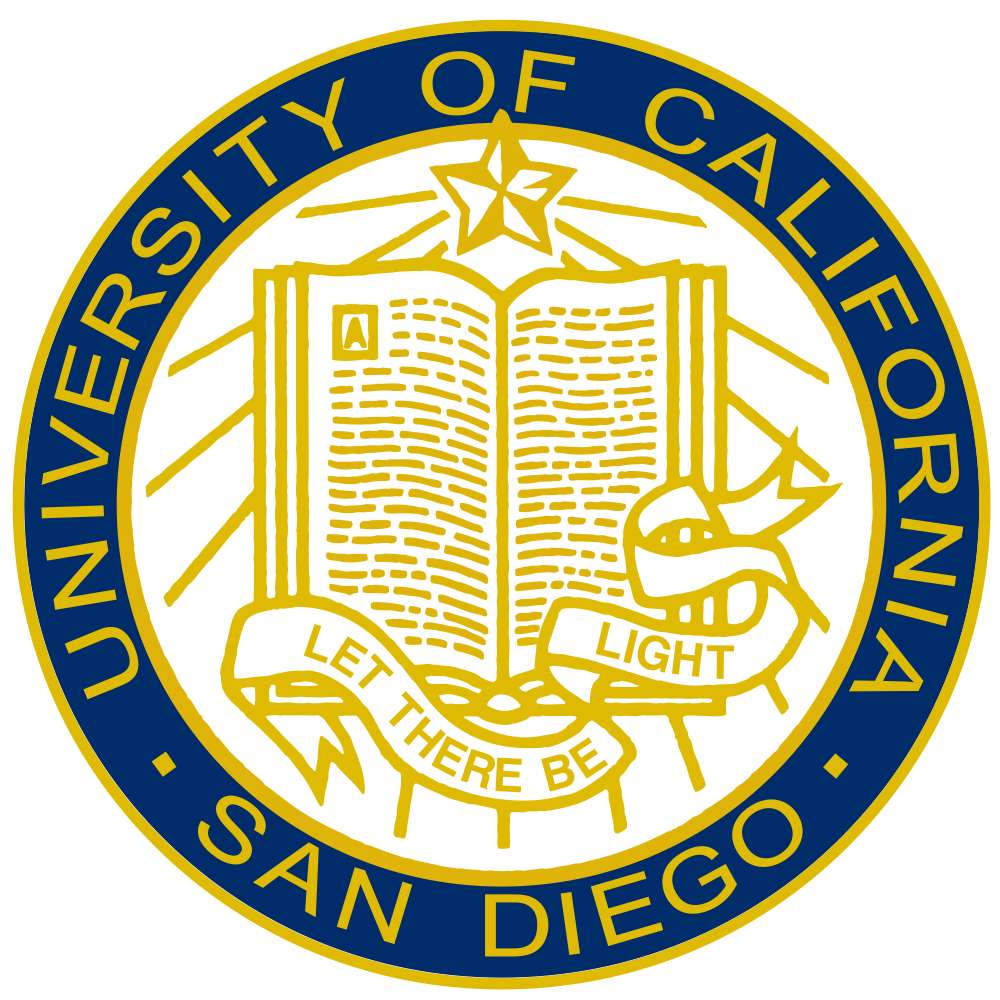 UNIVERSITY OF CALIFORNIA
A
LET THERE BE
LIGHT
· SAN DIEGO ·